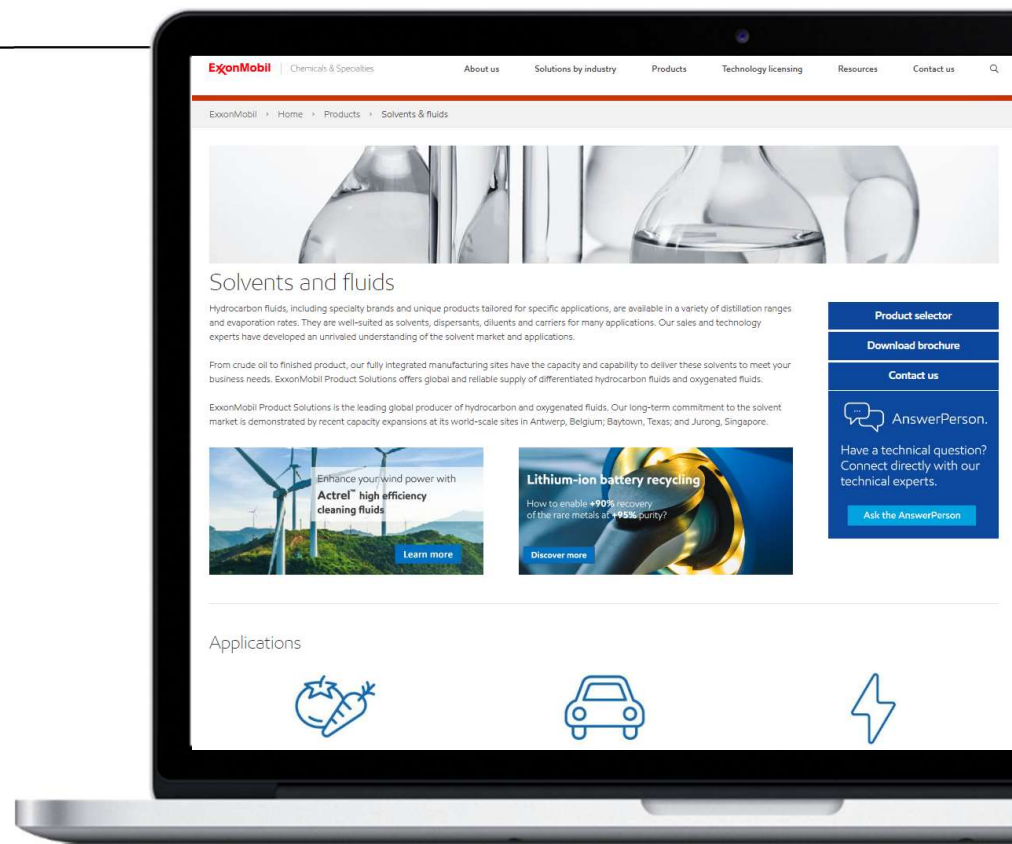 ExxonMobil | Chemicals & Specialties About us Solutions by industry Products Technology licensing Resources Contact us
ExxonMobil › Home › Products › Solvents & fluids
Solvents and fluids
Hydrocarbon fluids, including specialty brands and unique products tailored for specific applications, are available in a variety of distillation ranges
and evaporation rates. They are well-suited as solvents, dispersants, diluents and carriers for many applications. Our sales and technology
experts have developed an unrivaled understanding of the solvent market and applications.
From crude oil to finished product, our fully integrated manufacturing sites have the capacity and capability to deliver these solvents to meet your
business needs. ExxonMobil Product Solutions offers global and reliable supply of differentiated hydrocarbon fluids and oxygenated fluids.
ExxonMobil Product Solutions is the leading global producer of hydrocarbon and oxygenated fluids. Our long-term commitment to the solvent
market is demonstrated by recent capacity expansions at its world-scale sites in Antwerp, Belgium; Baytown, Texas; and Jurong, Singapore.
Product selector
Download brochure
Contact us
AnswerPerson.
Have a technical question?
Connect directly with our
technical experts.
Ask the AnswerPerson
Enhance your wind power with
Actrel™ high efficiency
cleaning fluids
Learn more
Lithium-ion battery recycling
How to enable +90% recovery
of the rare metals at +95% purity?
Discover more
Applications